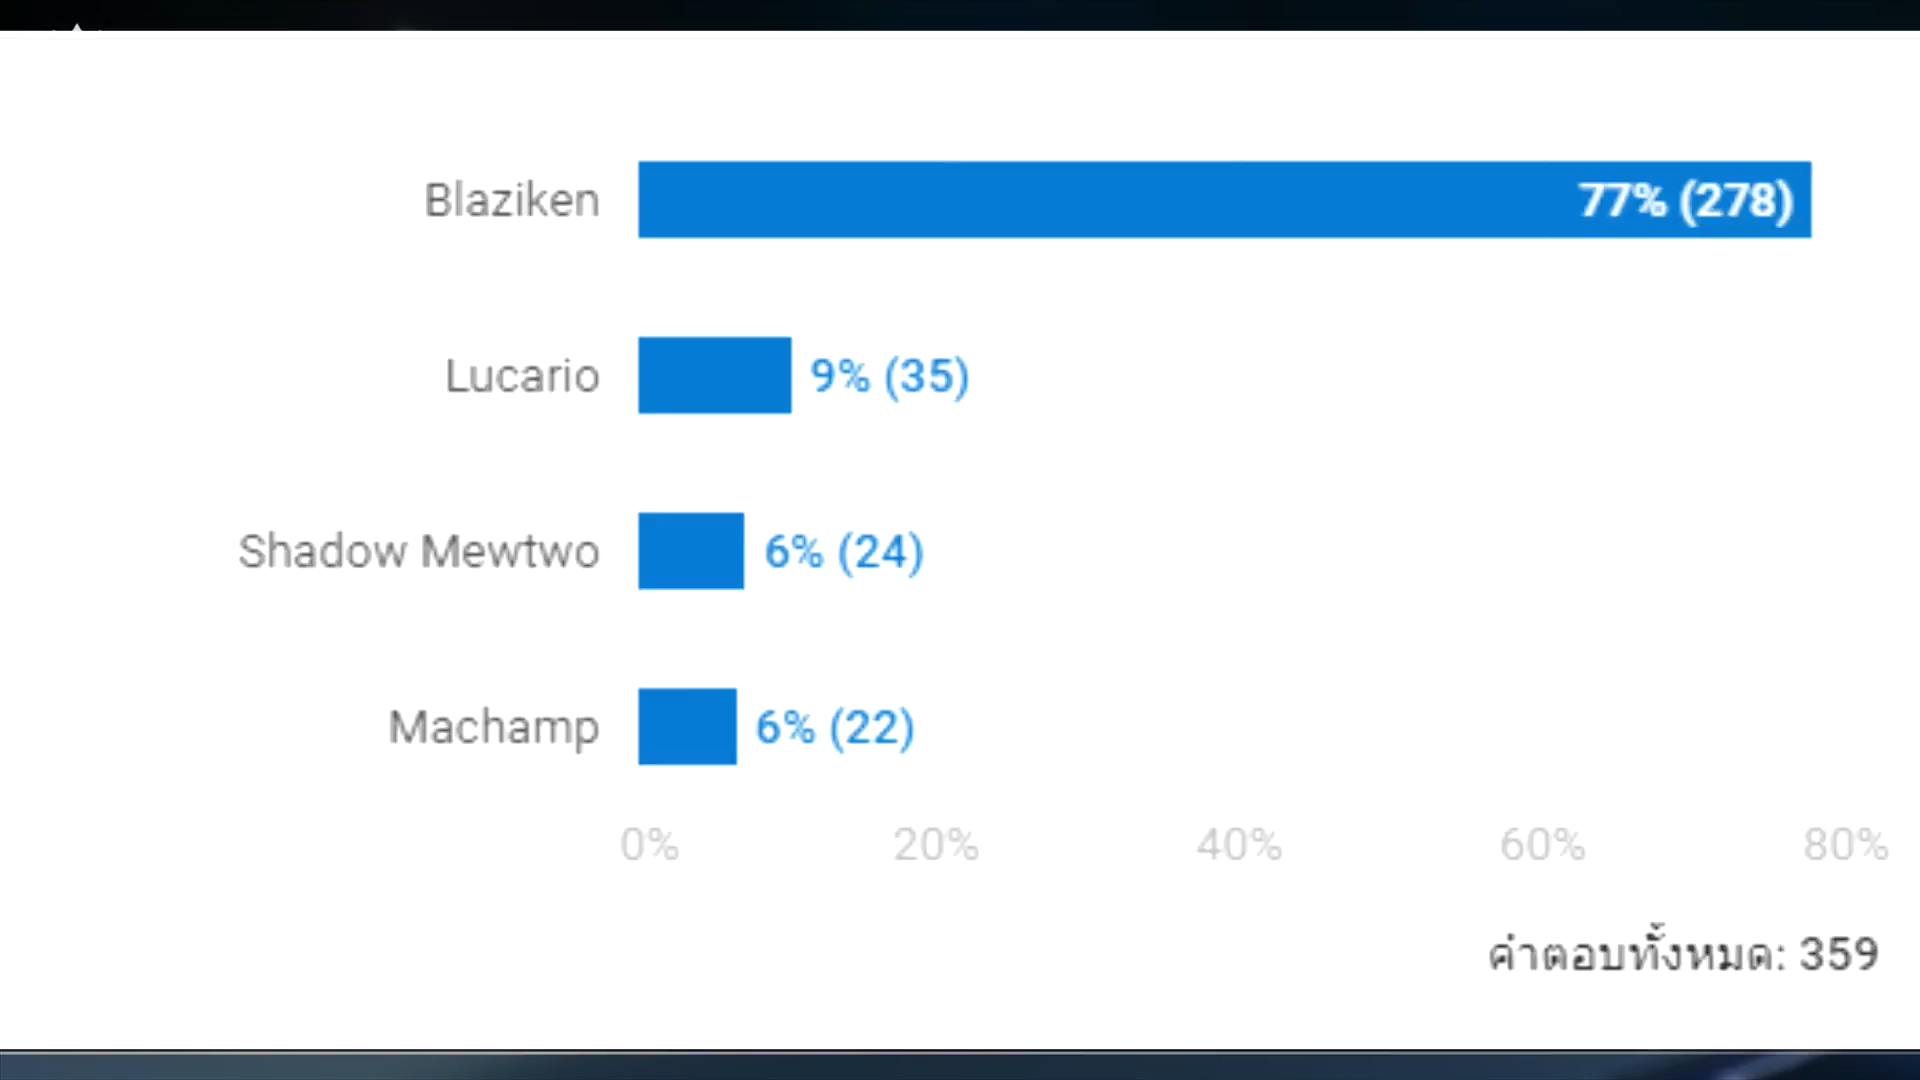 Blaziken 77% (278)
Lucario 9% (35)
Shadow Mewtwo 6% (24)
Machamp 6% (22)
0% 20% 40% 60% 80%
คำตอบทั้งหมด: 359